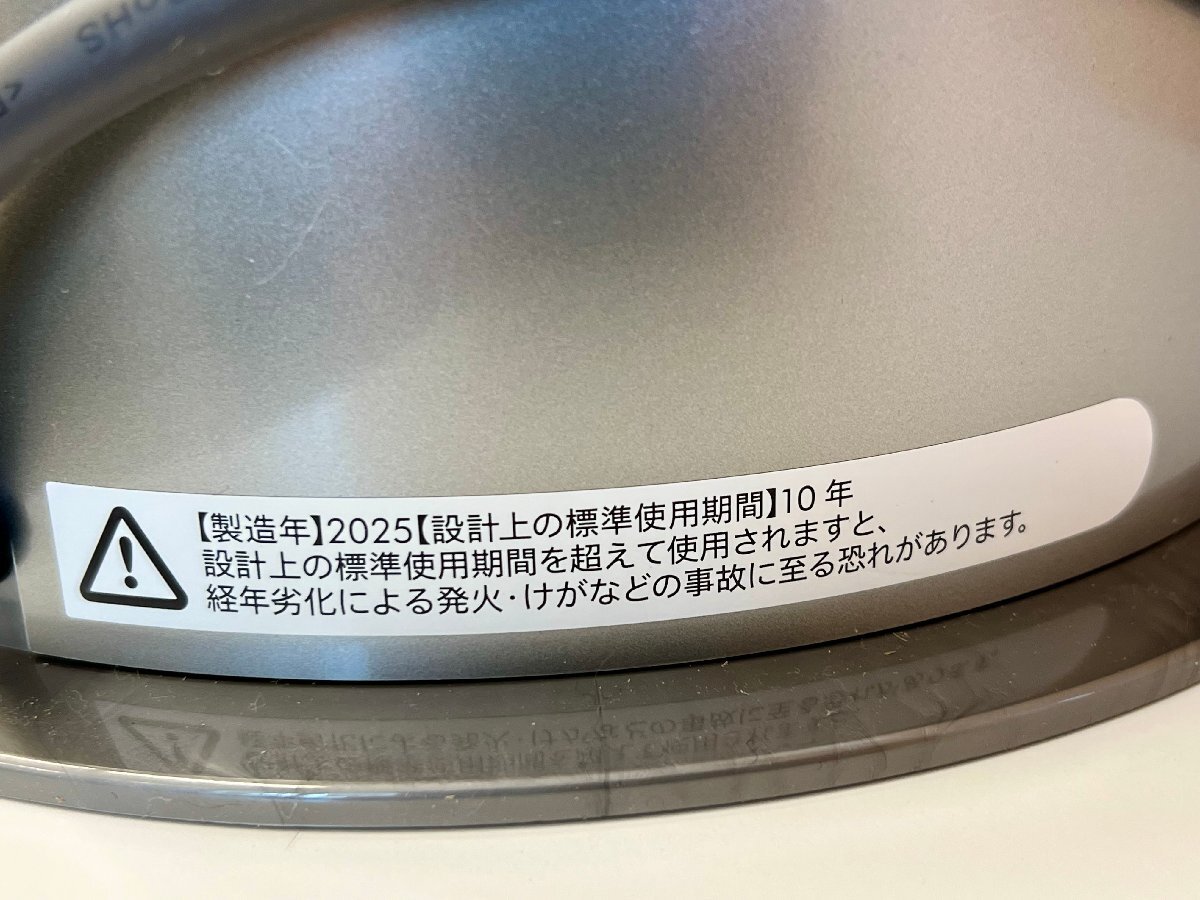 【製造年】2025【設計上の標準使用期間】10 年
設計上の標準使用期間を超えて使用されますと、
経年劣化による発火・けがなどの事故に至る恐れがあります。